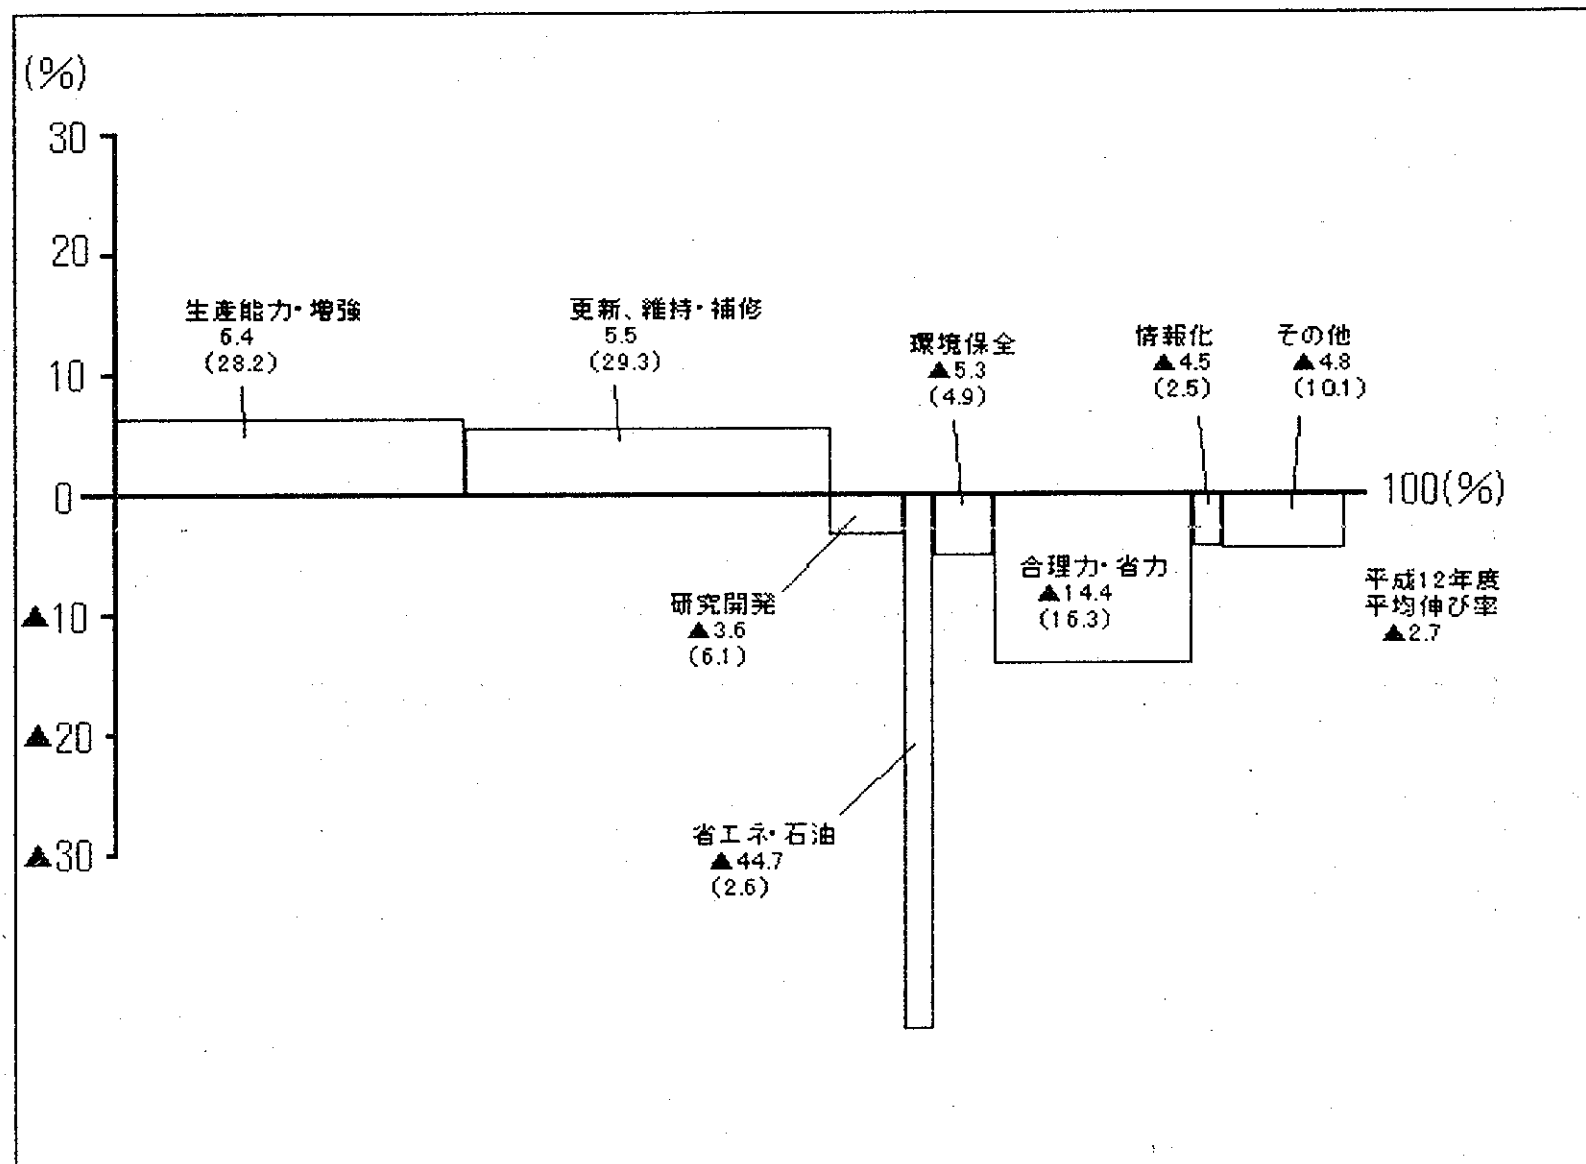 (%)
30
20
10
0
▲10
▲20
▲30
生産能力・増強
6.4
(28.2)
更新、維持・補修
5.5
(29.3)
研究開発
▲3.6
(6.1)
省エネ・石油
▲44.7
(2.6)
環境保全
▲5.3
(4.9)
合理力・省力
▲14.4
(16.3)
情報化
▲4.5
(2.5)
その他
▲4.8
(10.1)
100(%)
平成12年度
平均伸び率
▲2.7